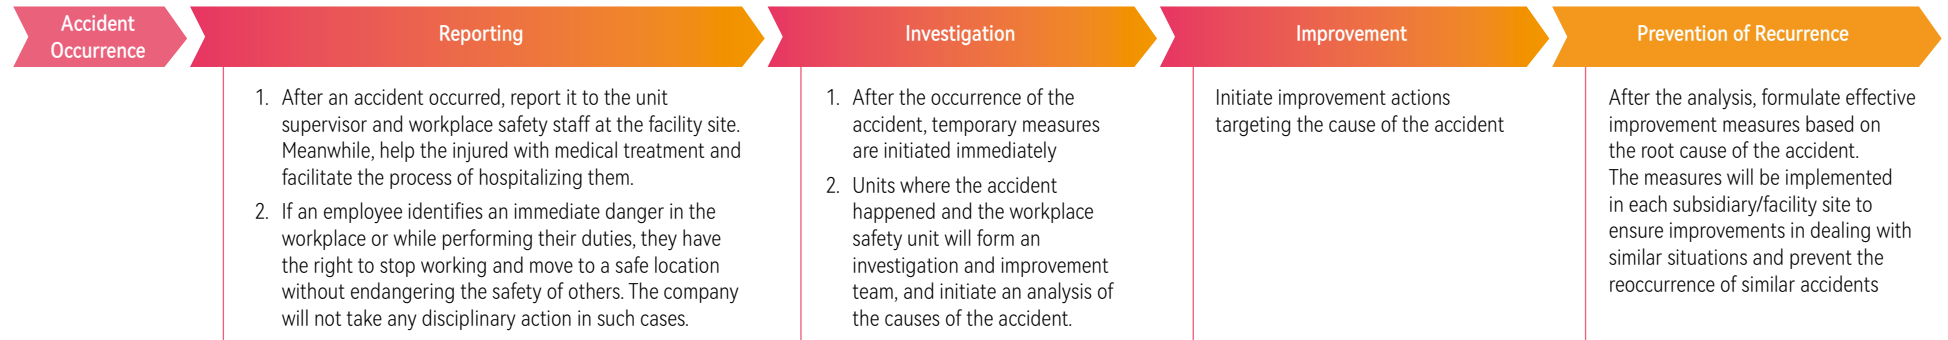 Accident
Occurrence
Reporting
1. After an accident occurred, report it to the unit
supervisor and workplace safety staff at the facility site.
Meanwhile, help the injured with medical treatment and
facilitate the process of hospitalizing them.
2. If an employee identifies an immediate danger in the
workplace or while performing their duties, they have
the right to stop working and move to a safe location
without endangering the safety of others. The company
will not take any disciplinary action in such cases.
Investigation
1. After the occurrence of the
accident, temporary measures
are initiated immediately
2. Units where the accident
happened and the workplace
safety unit will form an
investigation and improvement
team, and initiate an analysis of
the causes of the accident.
Improvement
Initiate improvement actions
targeting the cause of the accident
Prevention of Recurrence
After the analysis, formulate effective
improvement measures based on
the root cause of the accident.
The measures will be implemented
in each subsidiary/facility site to
ensure improvements in dealing with
similar situations and prevent the
reoccurrence of similar accidents